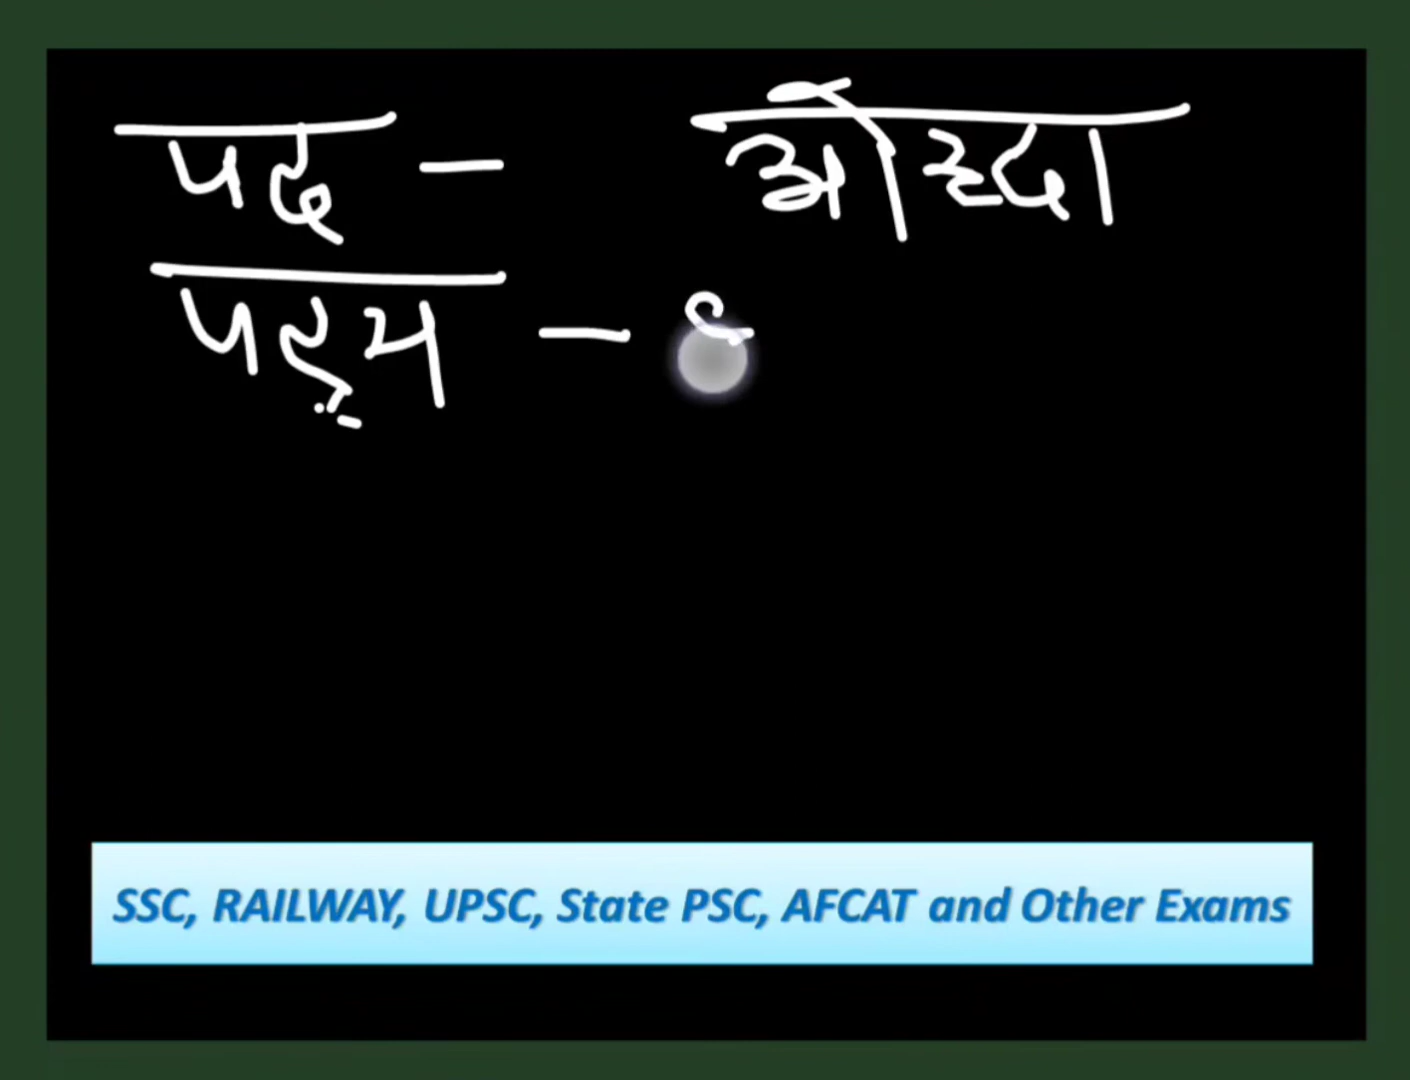 पद - ओहदा
पद्म -
SSC, RAILWAY, UPSC, State PSC, AFCAT and Other Exams